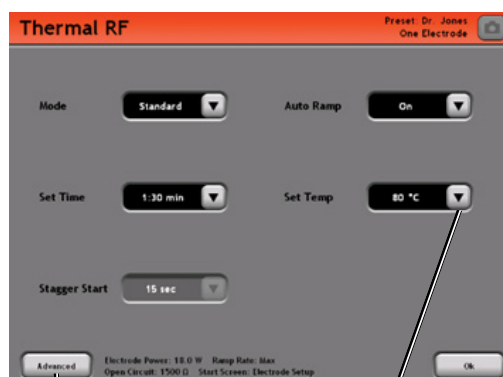 Thermal RF
Preset: Dr. Jones
One Electrode
Mode
Standard
Auto Ramp
On
Set Time
1:30 min
Set Temp
80 °C
Stagger Start
15 sec
Advanced
Electrode Power: 18.0 W Ramp Rate: Max
Open Circuit: 1500 Ω Start Screen: Electrode Setup
Ok